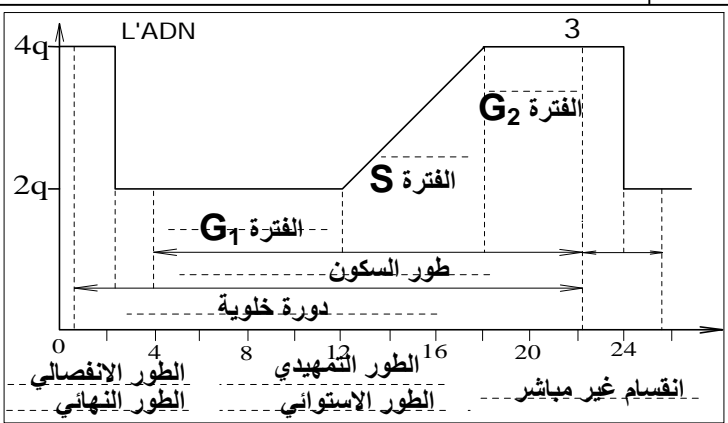 L'ADN
3
4q
الفترة G2
الفترة S
2q
الفترة G1
طور السكون
دورة خلوية
0 4 8 12 16 20 24
الطور الانفصالي
الطور التمهيدي
انقسام غير مباشر
الطور النهائي
الطور الاستوائي